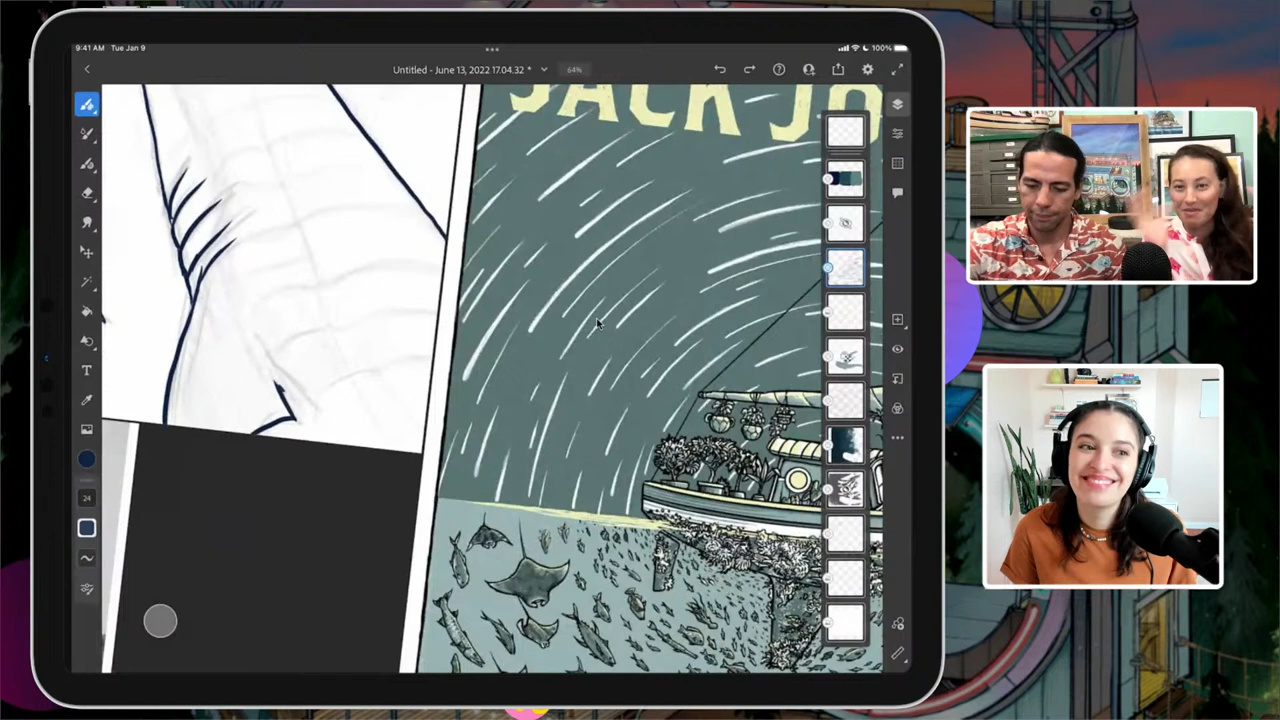 9:41 AM Tue Jan 9
100%
Untitled - June 13, 2022 17.04.32 *
64%
JACK JO
T
24